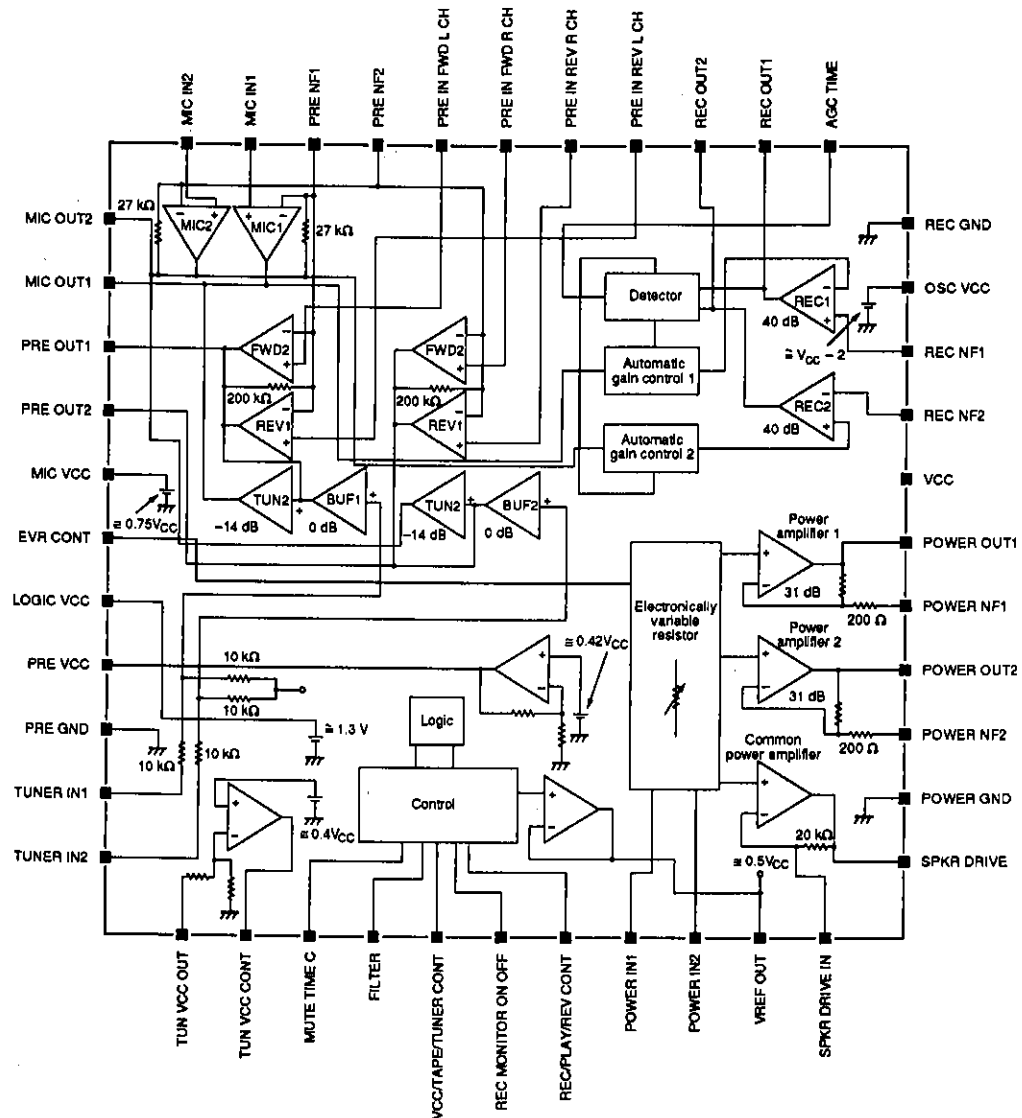 MIC IN2
MIC IN1
PRE NF1
PRE NF2
PRE IN FWD L CH
PRE IN FWD R CH
PRE IN REV R CH
PRE IN REV L CH
REC OUT2
REC OUT1
AGC TIME
MIC OUT2
MIC OUT1
PRE OUT1
PRE OUT2
MIC VCC
EVR CONT
LOGIC VCC
PRE VCC
PRE GND
TUNER IN1
TUNER IN2
REC GND
OSC VCC
REC NF1
REC NF2
VCC
POWER OUT1
POWER NF1
POWER OUT2
POWER NF2
POWER GND
SPKR DRIVE
TUN VCC OUT
TUN VCC CONT
MUTE TIME C
FILTER
VCC/TAPE/TUNER CONT
REC MONITOR ON OFF
REC/PLAY/REV CONT
POWER IN1
POWER IN2
VREF OUT
SPKR DRIVE IN
27 kΩ
− +
MIC2
+ −
MIC1
27 kΩ
−
+
FWD2
200 kΩ
−
+
REV1
−
+
FWD2
200 kΩ
−
+
REV1
TUN2
+
−14 dB
BUF1
+
0 dB
TUN2
+
−14 dB
BUF2
+
0 dB
≅ 0.75VCC
Detector
Automatic
gain control 1
Automatic
gain control 2
REC1
−
+
40 dB
≅ VCC − 2
REC2
−
+
40 dB
Electronically
variable
resistor
Power
amplifier 1
+
−
31 dB
200 Ω
Power
amplifier 2
+
−
31 dB
200 Ω
Common
power amplifier
+
−
20 kΩ
≅ 0.5VCC
10 kΩ
10 kΩ
≅ 1.3 V
10 kΩ
10 kΩ
+
−
≅ 0.42VCC
Logic
Control
+
−
+
−
≅ 0.4VCC